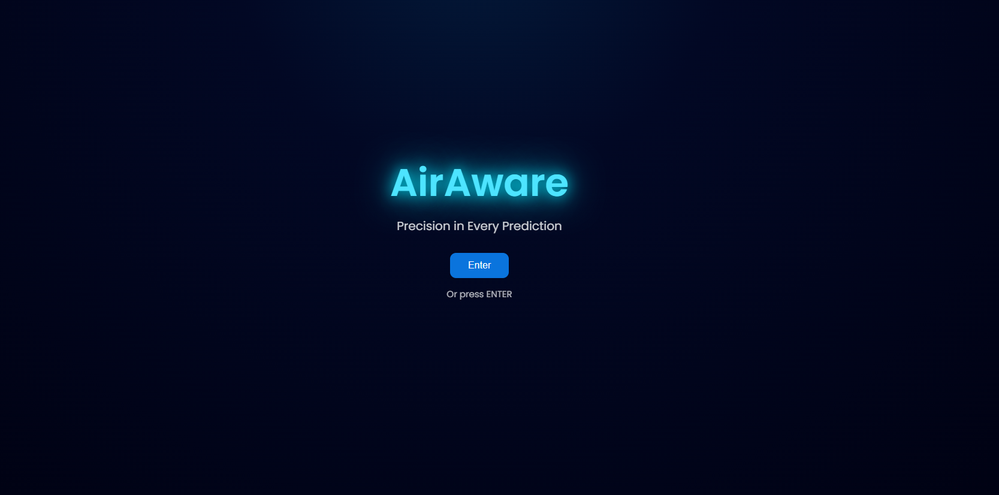 AirAware
Precision in Every Prediction
Enter
Or press ENTER